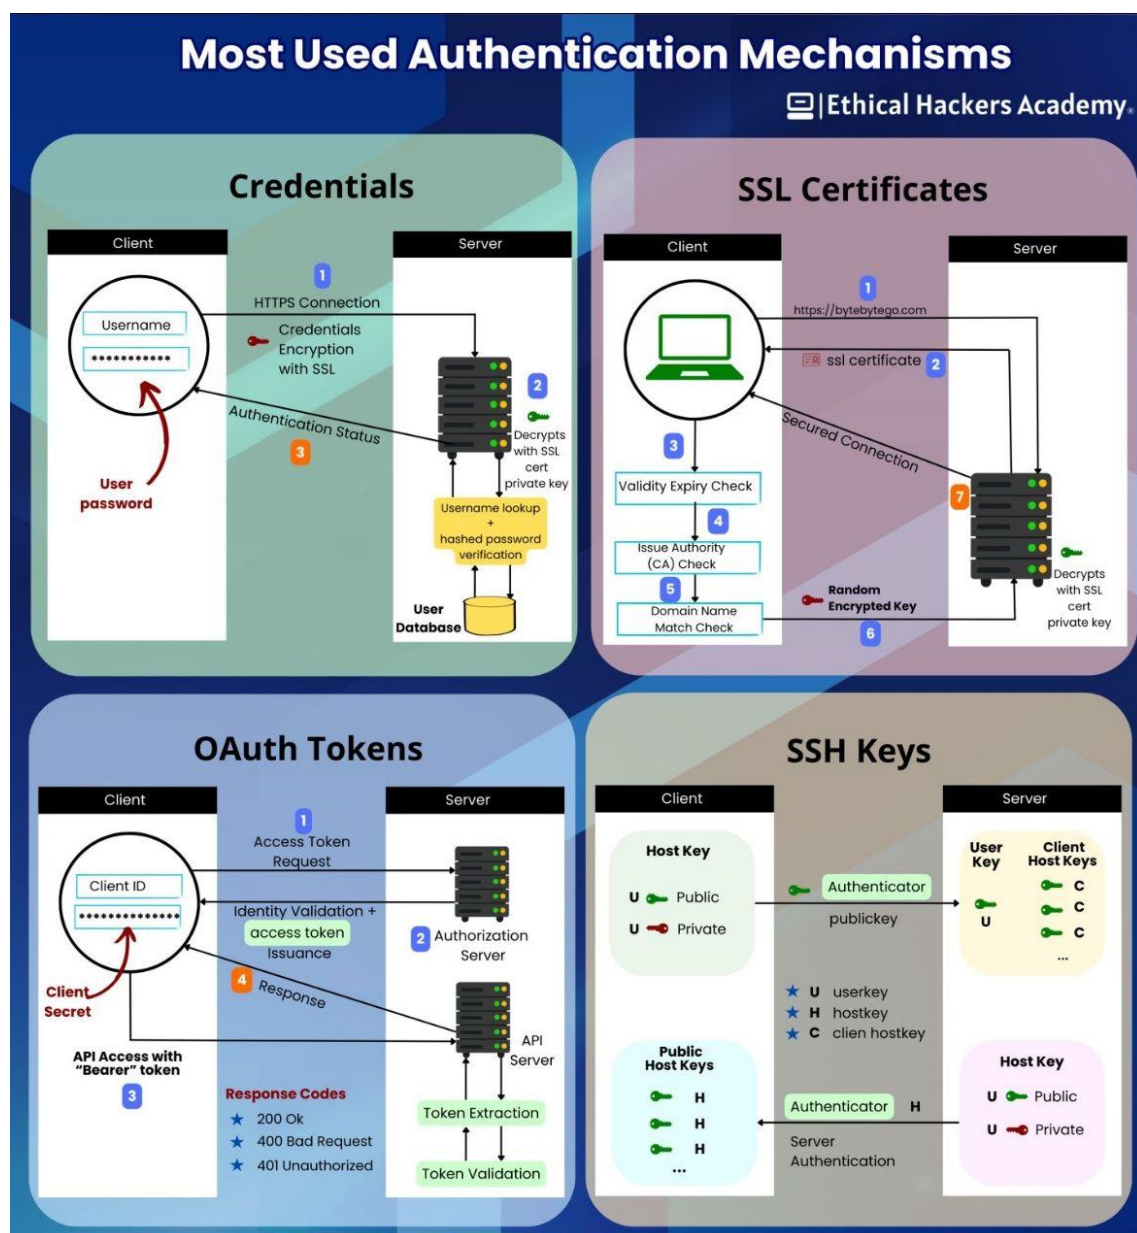 Most Used Authentication Mechanisms
Ethical Hackers Academy
Credentials
Client
Server
Username
***********
User
password
1
HTTPS Connection
Credentials
Encryption
with SSL
Authentication Status
3
2
Decrypts
with SSL
cert
private key
Username lookup
+
hashed password
verification
User
Database
SSL Certificates
Client
Server
1
https://bytebytego.com
ssl certificate
2
Secured Connection
3
Validity Expiry Check
4
Issue Authority
(CA) Check
5
Domain Name
Match Check
Random
Encrypted Key
6
7
Decrypts
with SSL
cert
private key
OAuth Tokens
Client
Server
Client ID
**************
Client
Secret
1
Access Token
Request
Identity Validation +
access token
Issuance
2
Authorization
Server
4
Response
API
Server
API Access with
“Bearer” token
3
Response Codes
200 Ok
400 Bad Request
401 Unauthorized
Token Extraction
Token Validation
SSH Keys
Client
Server
Host Key
U Public
U Private
Authenticator
publickey
User
Key
U
Client
Host Keys
C
C
C
...
U userkey
H hostkey
C clien hostkey
Public
Host Keys
H
H
H
...
Authenticator H
Server
Authentication
Host Key
U Public
U Private